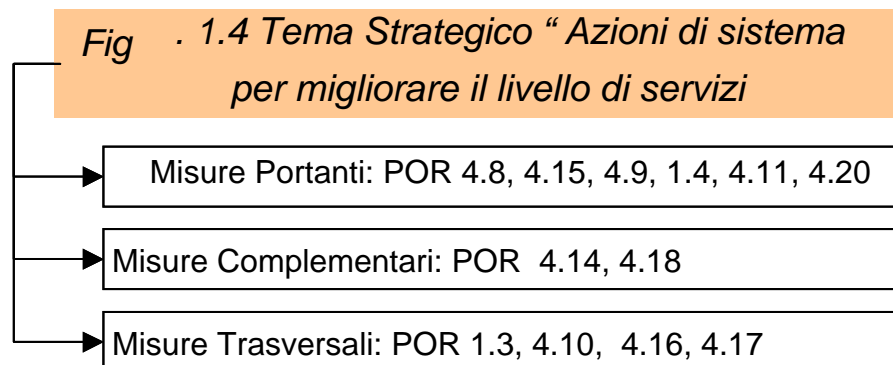 Fig . 1.4 Tema Strategico “ Azioni di sistema
per migliorare il livello di servizi
Misure Portanti: POR 4.8, 4.15, 4.9, 1.4, 4.11, 4.20
Misure Complementari: POR 4.14, 4.18
Misure Trasversali: POR 1.3, 4.10, 4.16, 4.17